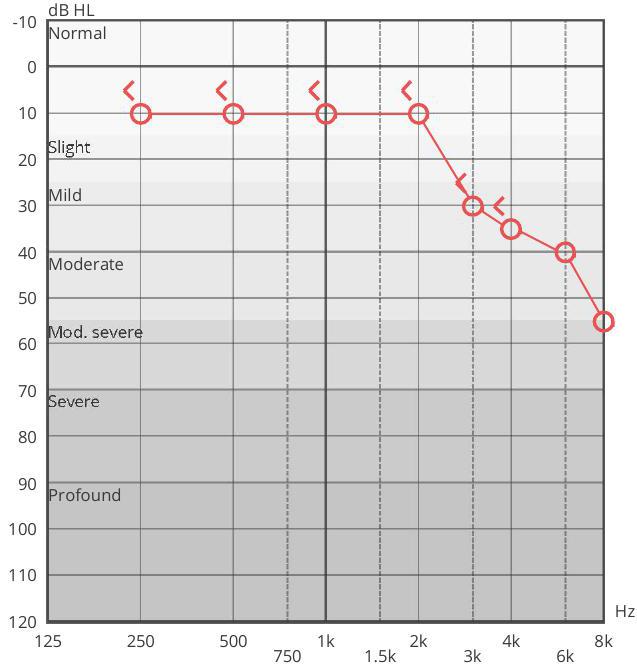 dB HL
-10
Normal
0
10
Slight
20
Mild
30
40
Moderate
50
Mod. severe
60
70
Severe
80
90
Profound
100
110
120
Hz
125 250 500 1k 2k 4k 8k
750 1.5k 3k 6k